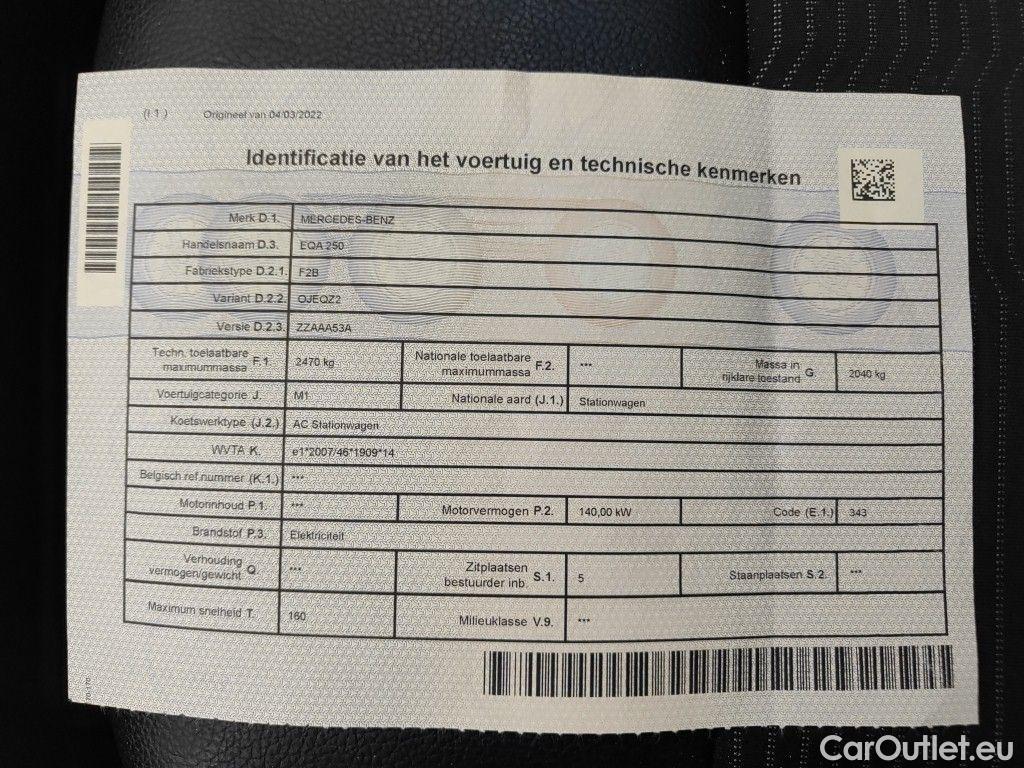 (I.1.) Origineel van 04/03/2022
Identificatie van het voertuig en technische kenmerken
Merk D.1. MERCEDES-BENZ
Handelsnaam D.3. EQA 250
Fabriekstype D.2.1. F2B
Variant D.2.2. OJEQZ2
Versie D.2.3. ZZAAA53A
Techn. toelaatbare maximummassa F.1. 2470 kg Nationale toelaatbare maximummassa F.2. *** Massa in rijklare toestand G. 2040 kg
Voertuigcategorie J. M1 Nationale aard (J.1.) Stationwagen
Koetswerktype (J.2.) AC Stationwagen
WVTA K. e1*2007/46*1909*14
Belgisch ref.nummer (K.1.) ***
Motorinhoud P.1. *** Motorvermogen P.2. 140,00 kW Code (E.1.) 343
Brandstof P.3. Elektriciteit
Verhouding vermogen/gewicht Q. *** Zitplaatsen bestuurder inb. S.1. 5 Staanplaatsen S.2. ***
Maximum snelheid T. 160 Milieuklasse V.9. ***
CarOutlet.eu